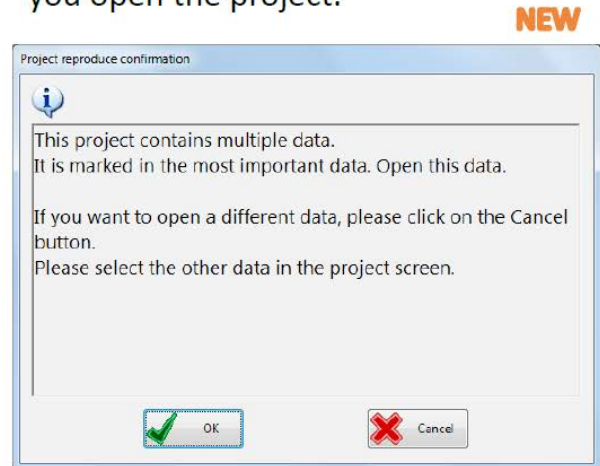 you open the project.
NEW
Project reproduce confirmation
This project contains multiple data.
It is marked in the most important data. Open this data.
If you want to open a different data, please click on the Cancel
button.
Please select the other data in the project screen.
OK
Cancel